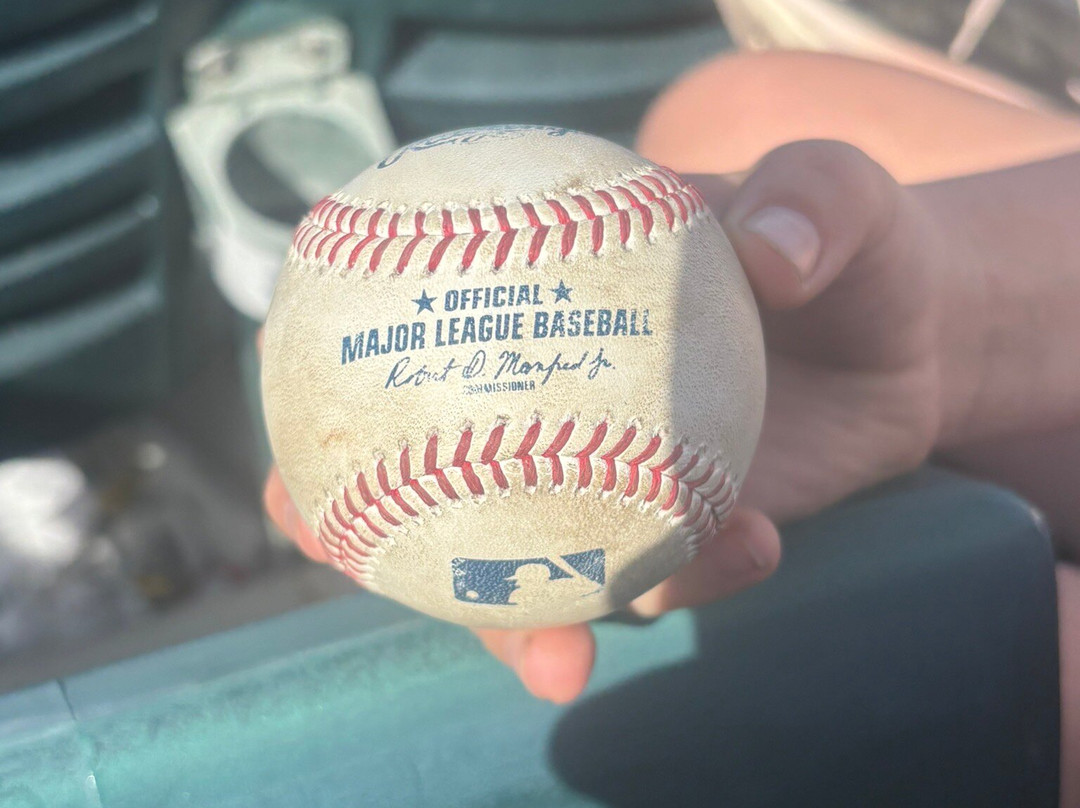 ★ OFFICIAL ★
MAJOR LEAGUE BASEBALL
Robert D. Manfred Jr.
COMMISSIONER